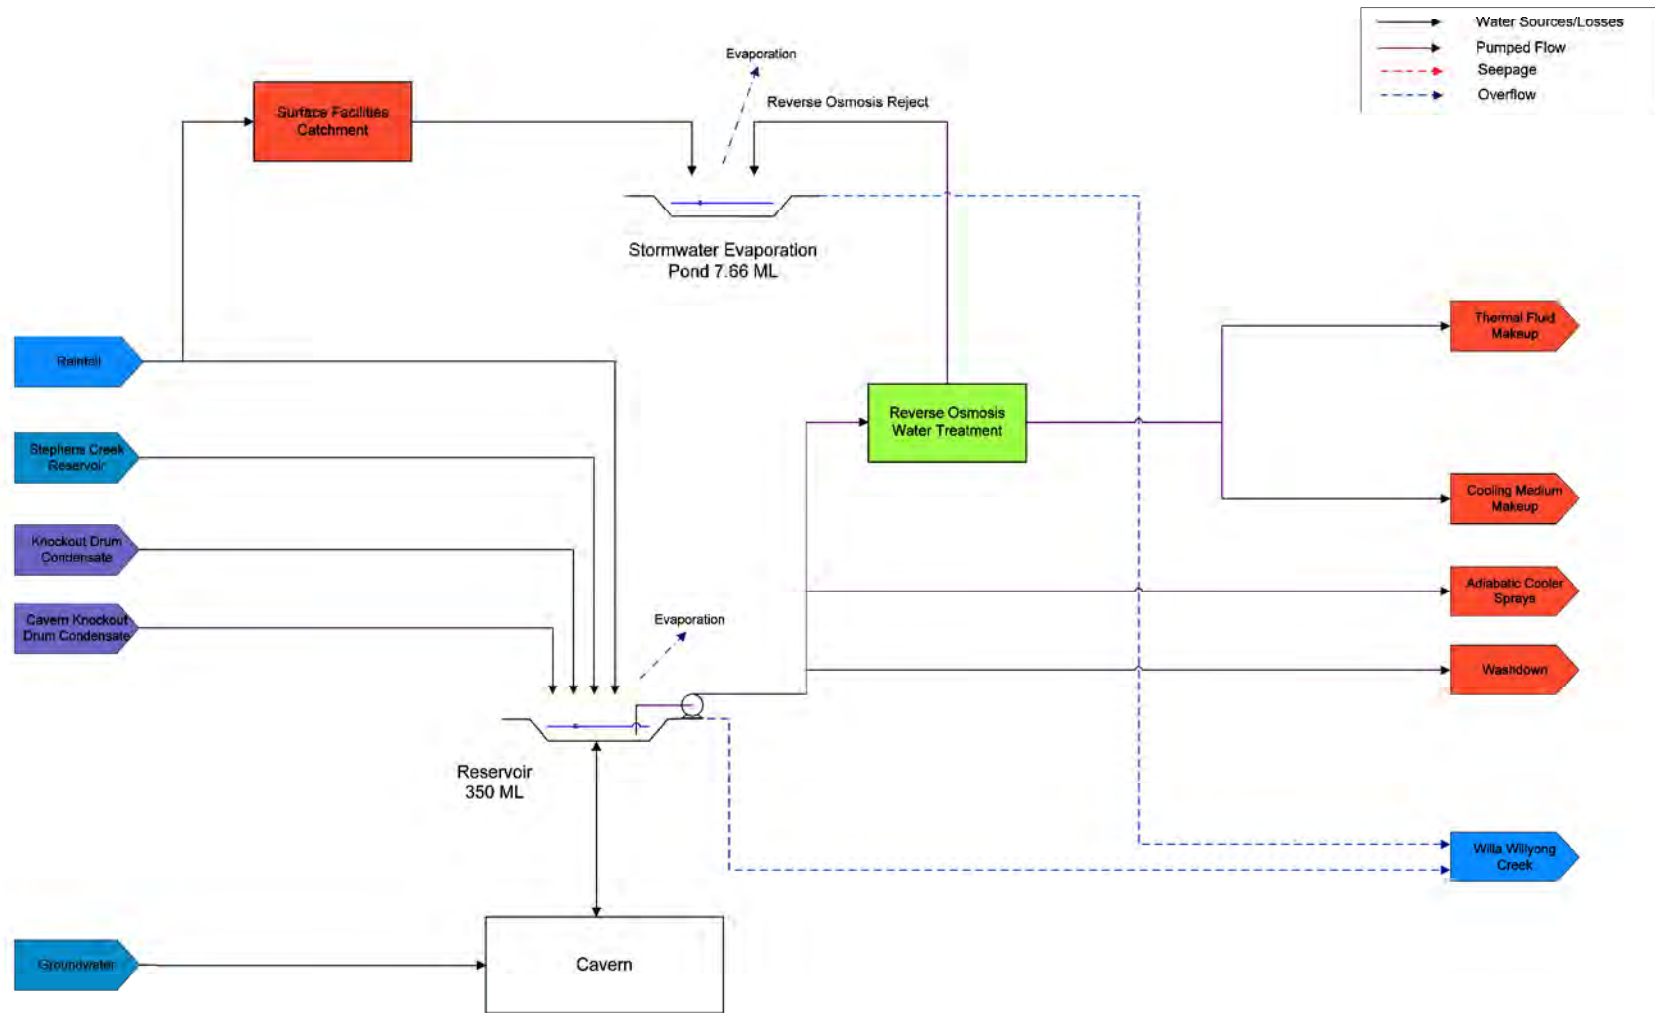 Water Sources/Losses
Pumped Flow
Seepage
Overflow
Evaporation
Reverse Osmosis Reject
Surface Facilities
Catchment
Stormwater Evaporation
Pond 7.66 ML
Thermal Fluid
Makeup
Rainfall
Reverse Osmosis
Water Treatment
Stephens Creek
Reservoir
Cooling Medium
Makeup
Knockout Drum
Condensate
Adiabatic Cooler
Sprays
Cavern Knockout
Drum Condensate
Evaporation
Washdown
Reservoir
350 ML
Willa Willyong
Creek
Groundwater
Cavern